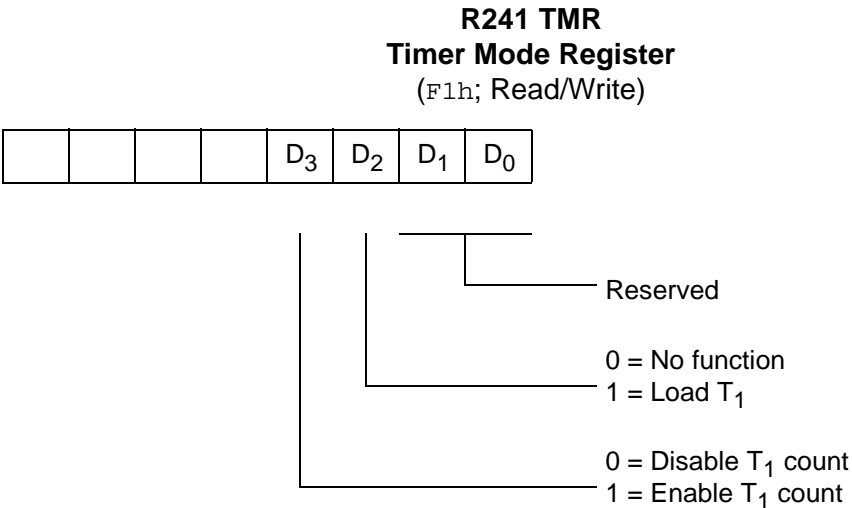 R241 TMR
Timer Mode Register
(F1h; Read/Write)
D3 D2 D1 D0
Reserved
0 = No function
1 = Load T1
0 = Disable T1 count
1 = Enable T1 count